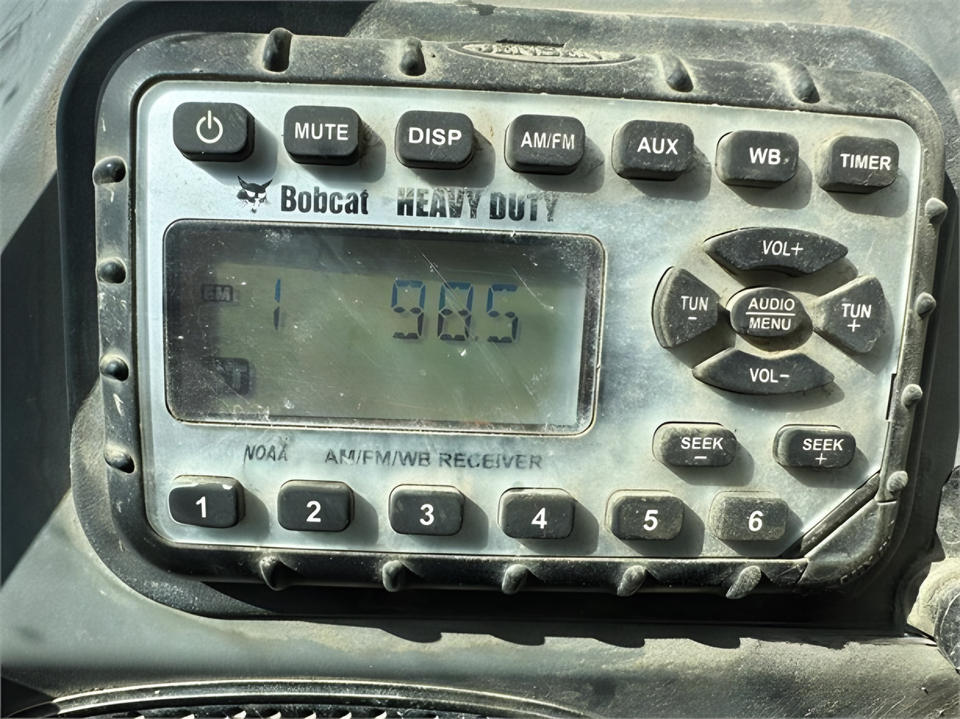 JENSEN
MUTE DISP AM/FM AUX WB TIMER
Bobcat HEAVY DUTY
VOL+
FM 1 98.5
TUN - AUDIO MENU TUN +
VOL-
SEEK - SEEK +
NOAA AM/FM/WB RECEIVER
1 2 3 4 5 6